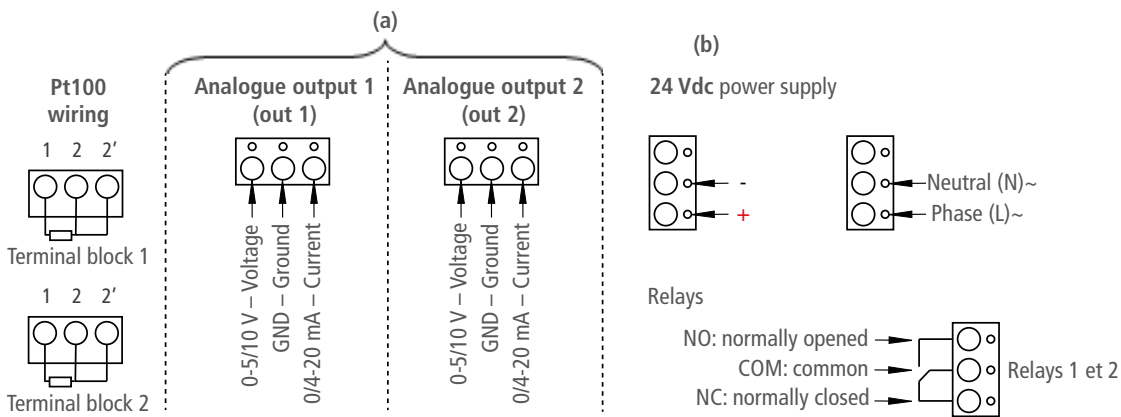 (a)
(b)
Pt100
wiring
1 2 2’
Terminal block 1
1 2 2’
Terminal block 2
Analogue output 1
(out 1)
0-5/10 V – Voltage
GND – Ground
0/4-20 mA – Current
Analogue output 2
(out 2)
0-5/10 V – Voltage
GND – Ground
0/4-20 mA – Current
24 Vdc power supply
-
+
Neutral (N)~
Phase (L)~
Relays
NO: normally opened
COM: common
NC: normally closed
Relays 1 et 2